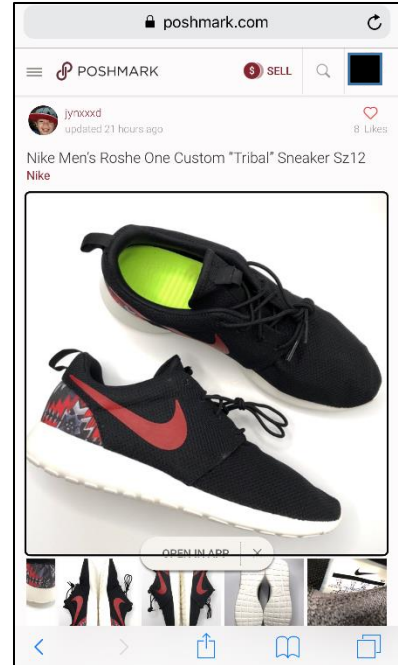 poshmark.com
POSHMARK
$ SELL
jynxxxd
updated 21 hours ago
8 Likes
Nike Men's Roshe One Custom "Tribal" Sneaker Sz12
Nike
OPEN IN APP